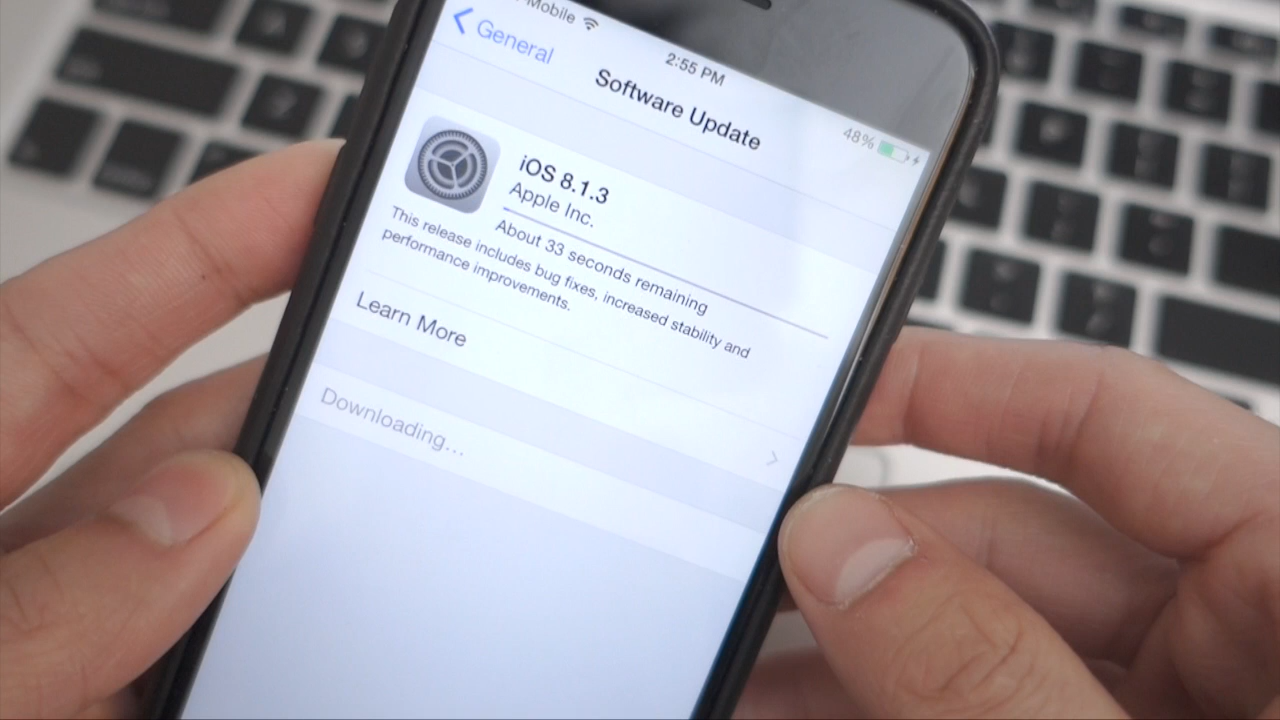 -Mobile
2:55 PM
48%
General
Software Update
iOS 8.1.3
Apple Inc.
About 33 seconds remaining
This release includes bug fixes, increased stability and
performance improvements.
Learn More
Downloading...